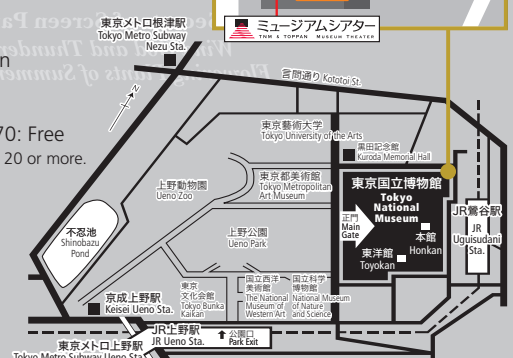 ミュージアムシアター
TNM & TOPPAN MUSEUM THEATER
東京メトロ根津駅
Tokyo Metro Subway
Nezu Sta.
n
70: Free
20 or more.
N
言問通り Kototoi St.
東京藝術大学
Tokyo University of the Arts
黒田記念館
Kuroda Memorial Hall
東京都美術館
Tokyo Metropolitan
Art Museum
上野動物園
Ueno Zoo
東京国立博物館
Tokyo
National
Museum
正門
Main
Gate
本館
Honkan
東洋館
Toyokan
JR鶯谷駅
JR
Uguisudani
Sta.
不忍池
Shinobazu
Pond
上野公園
Ueno Park
東京
文化会館
Tokyo Bunka
Kaikan
国立西洋
美術館
The National
Museum of
Western Art
国立科学
博物館
National Museum
of Nature
and Science
京成上野駅
Keisei Ueno Sta.
JR上野駅
JR Ueno Sta.
公園口
Park Exit
東京メトロ上野駅
Tokyo Metro Subway Ueno Sta.